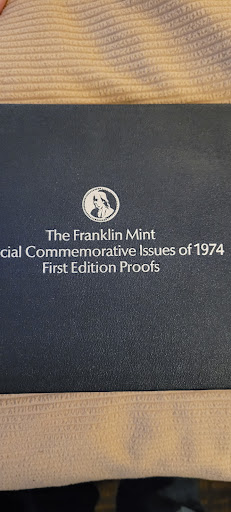 The Franklin Mint
cial Commemorative Issues of 1974
First Edition Proofs